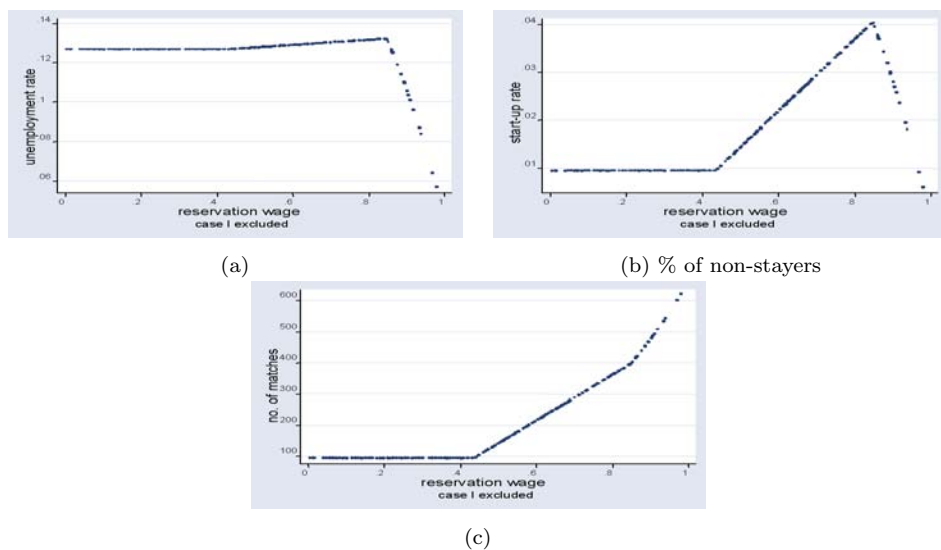 .14
.12
.1
.08
.06
unemployment rate
0 .2 .4 .6 .8 1
reservation wage
case I excluded
(a)
.04
.03
.02
.01
start-up rate
0 .2 .4 .6 .8 1
reservation wage
case I excluded
(b) % of non-stayers
600
500
400
300
200
100
no. of matches
0 .2 .4 .6 .8 1
reservation wage
case I excluded
(c)